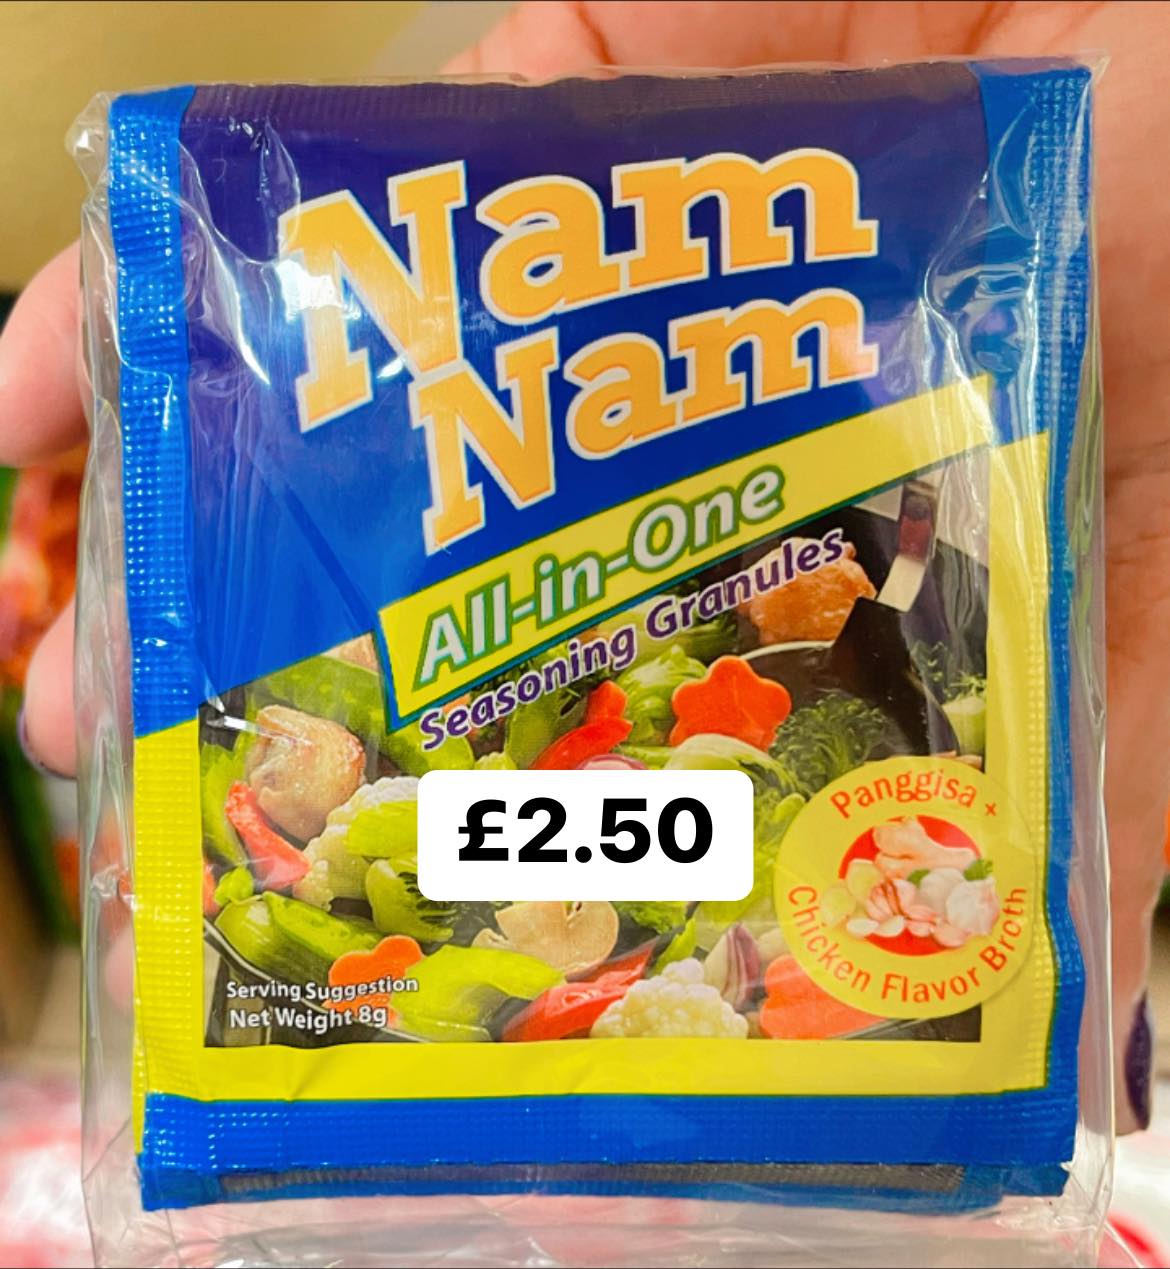 Nam
Nam
All-in-One
Seasoning Granules
£2.50
Panggisa +
Chicken Flavor Broth
Serving Suggestion
Net Weight 8g